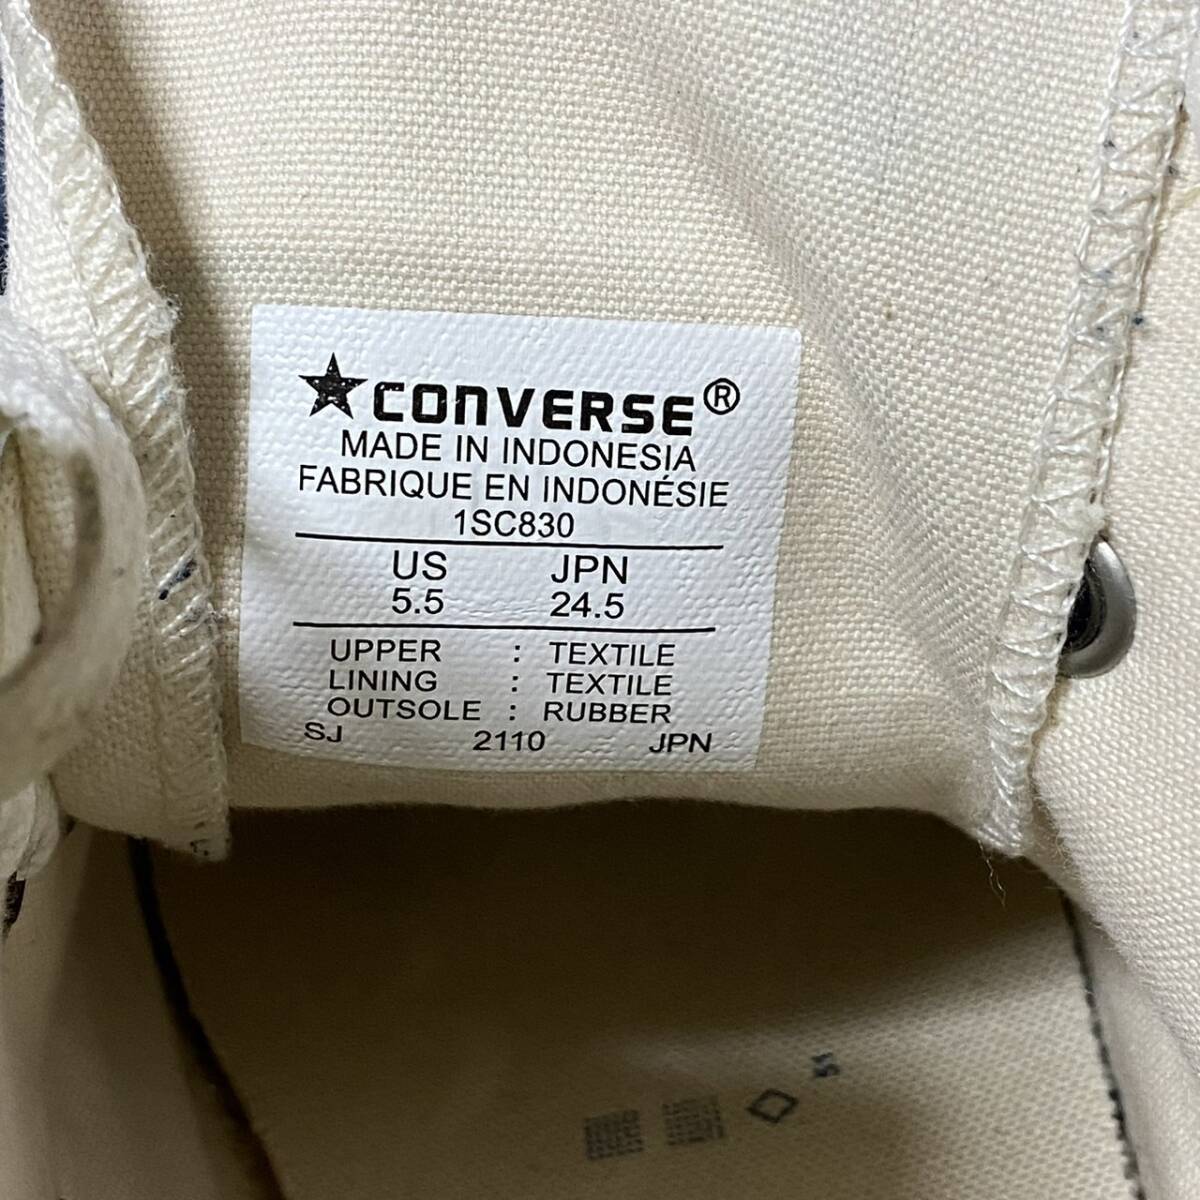 ★CONVERSE®
MADE IN INDONESIA
FABRIQUE EN INDONÉSIE
1SC830
US JPN
5.5 24.5
UPPER : TEXTILE
LINING : TEXTILE
OUTSOLE : RUBBER
SJ 2110 JPN